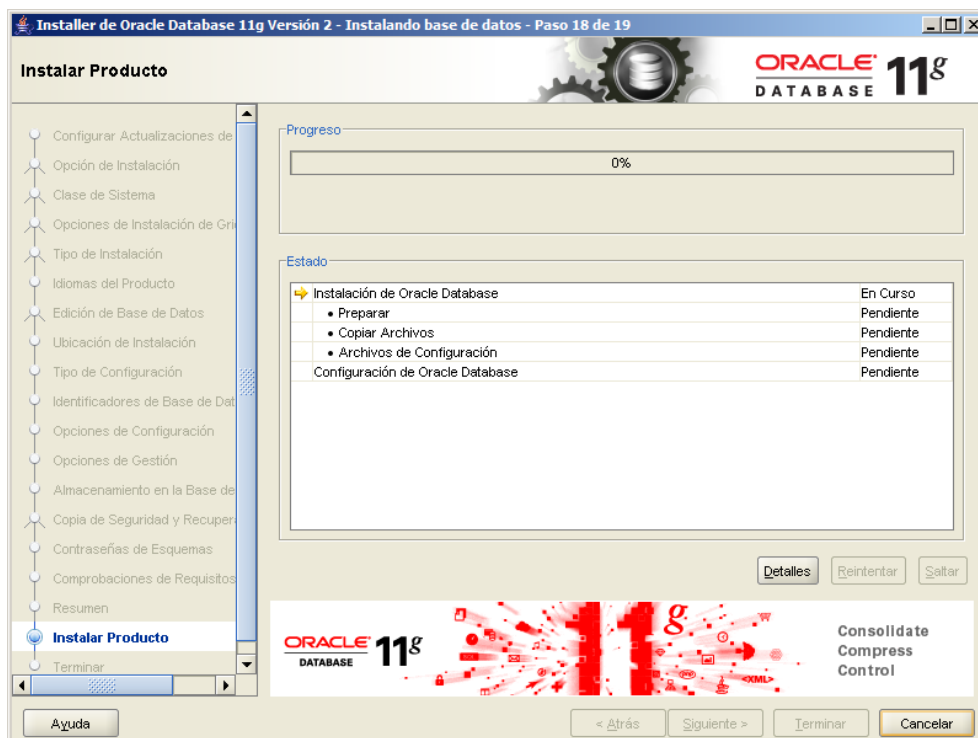 Installer de Oracle Database 11g Versión 2 - Instalando base de datos - Paso 18 de 19
Instalar Producto
ORACLE DATABASE 11g
Configurar Actualizaciones de
Opción de Instalación
Clase de Sistema
Opciones de Instalación de Gri
Tipo de Instalación
Idiomas del Producto
Edición de Base de Datos
Ubicación de Instalación
Tipo de Configuración
Identificadores de Base de Dat
Opciones de Configuración
Opciones de Gestión
Almacenamiento en la Base de
Copia de Seguridad y Recuper
Contraseñas de Esquemas
Comprobaciones de Requisitos
Resumen
Instalar Producto
Terminar
Progreso
0%
Estado
Instalación de Oracle Database En Curso
• Preparar Pendiente
• Copiar Archivos Pendiente
• Archivos de Configuración Pendiente
Configuración de Oracle Database Pendiente
Detalles Reintentar Saltar
ORACLE DATABASE 11g
11g
<XML>
Consolidate
Compress
Control
Ayuda < Atrás Siguiente > Terminar Cancelar